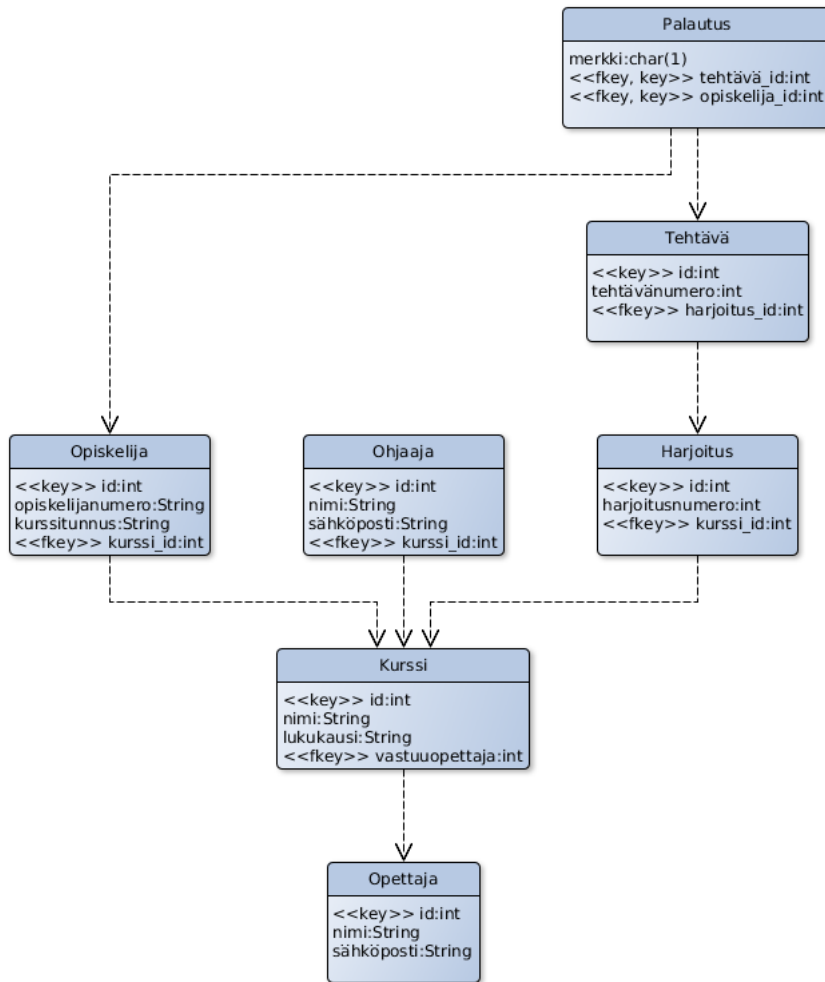 Palautus
merkki:char(1)
<<fkey, key>> tehtävä_id:int
<<fkey, key>> opiskelija_id:int
Tehtävä
<<key>> id:int
tehtävänumero:int
<<fkey>> harjoitus_id:int
Opiskelija
<<key>> id:int
opiskelijanumero:String
kurssitunnus:String
<<fkey>> kurssi_id:int
Ohjaaja
<<key>> id:int
nimi:String
sähköposti:String
<<fkey>> kurssi_id:int
Harjoitus
<<key>> id:int
harjoitusnumero:int
<<fkey>> kurssi_id:int
Kurssi
<<key>> id:int
nimi:String
lukukausi:String
<<fkey>> vastuuopettaja:int
Opettaja
<<key>> id:int
nimi:String
sähköposti:String